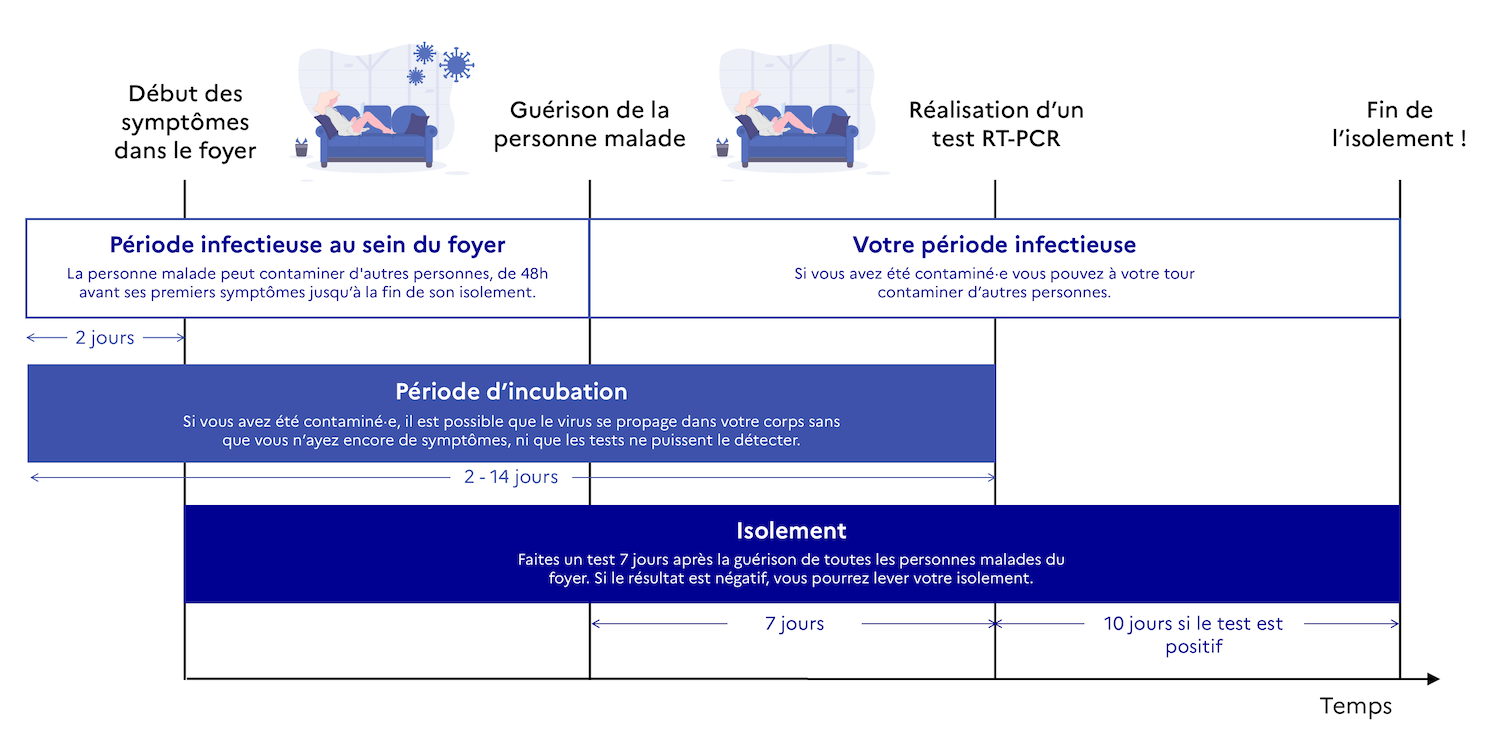 Début des
symptômes
dans le foyer
Guérison de la
personne malade
Réalisation d'un
test RT-PCR
Fin de
l'isolement !
Période infectieuse au sein du foyer
La personne malade peut contaminer d'autres personnes, de 48h
avant ses premiers symptômes jusqu'à la fin de son isolement.
Votre période infectieuse
Si vous avez été contaminé·e vous pouvez à votre tour
contaminer d'autres personnes.
2 jours
Période d'incubation
Si vous avez été contaminé·e, il est possible que le virus se propage dans votre corps sans
que vous n'ayez encore de symptômes, ni que les tests ne puissent le détecter.
2 - 14 jours
Isolement
Faites un test 7 jours après la guérison de toutes les personnes malades du
foyer. Si le résultat est négatif, vous pourrez lever votre isolement.
7 jours
10 jours si le test est
positif
Temps